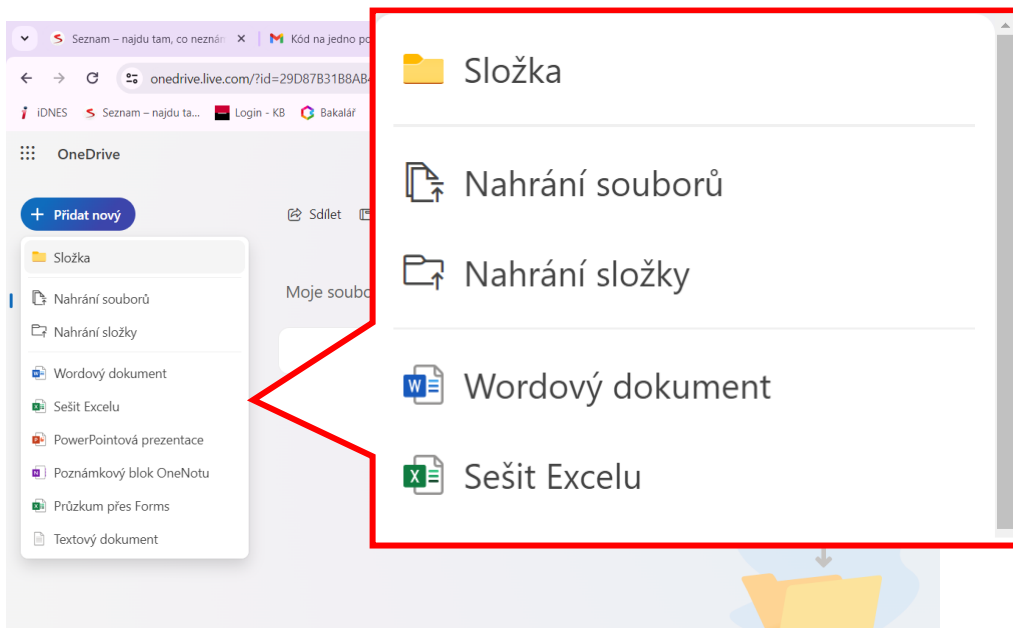 Seznam – najdu tam, co neznám
Kód na jedno po
onedrive.live.com/?id=29D87B31B8AB4
iDNES
Seznam – najdu ta...
Login - KB
Bakalář
OneDrive
Přidat nový
Sdílet
Složka
Nahrání souborů
Nahrání složky
Wordový dokument
Sešit Excelu
PowerPointová prezentace
Poznámkový blok OneNotu
Průzkum přes Forms
Textový dokument
Moje soubo
Složka
Nahrání souborů
Nahrání složky
Wordový dokument
Sešit Excelu